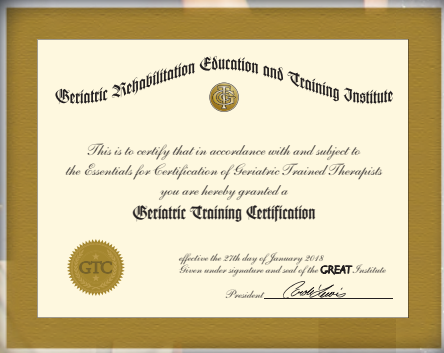 Geriatric Rehabilitation Education and Training Institute
This is to certify that in accordance with and subject to
the Essentials for Certification of Geriatric Trained Therapists
you are hereby granted a
Geriatric Training Certification
GTC
effective the 27th day of January 2018
Given under signature and seal of the GREAT Institute
President